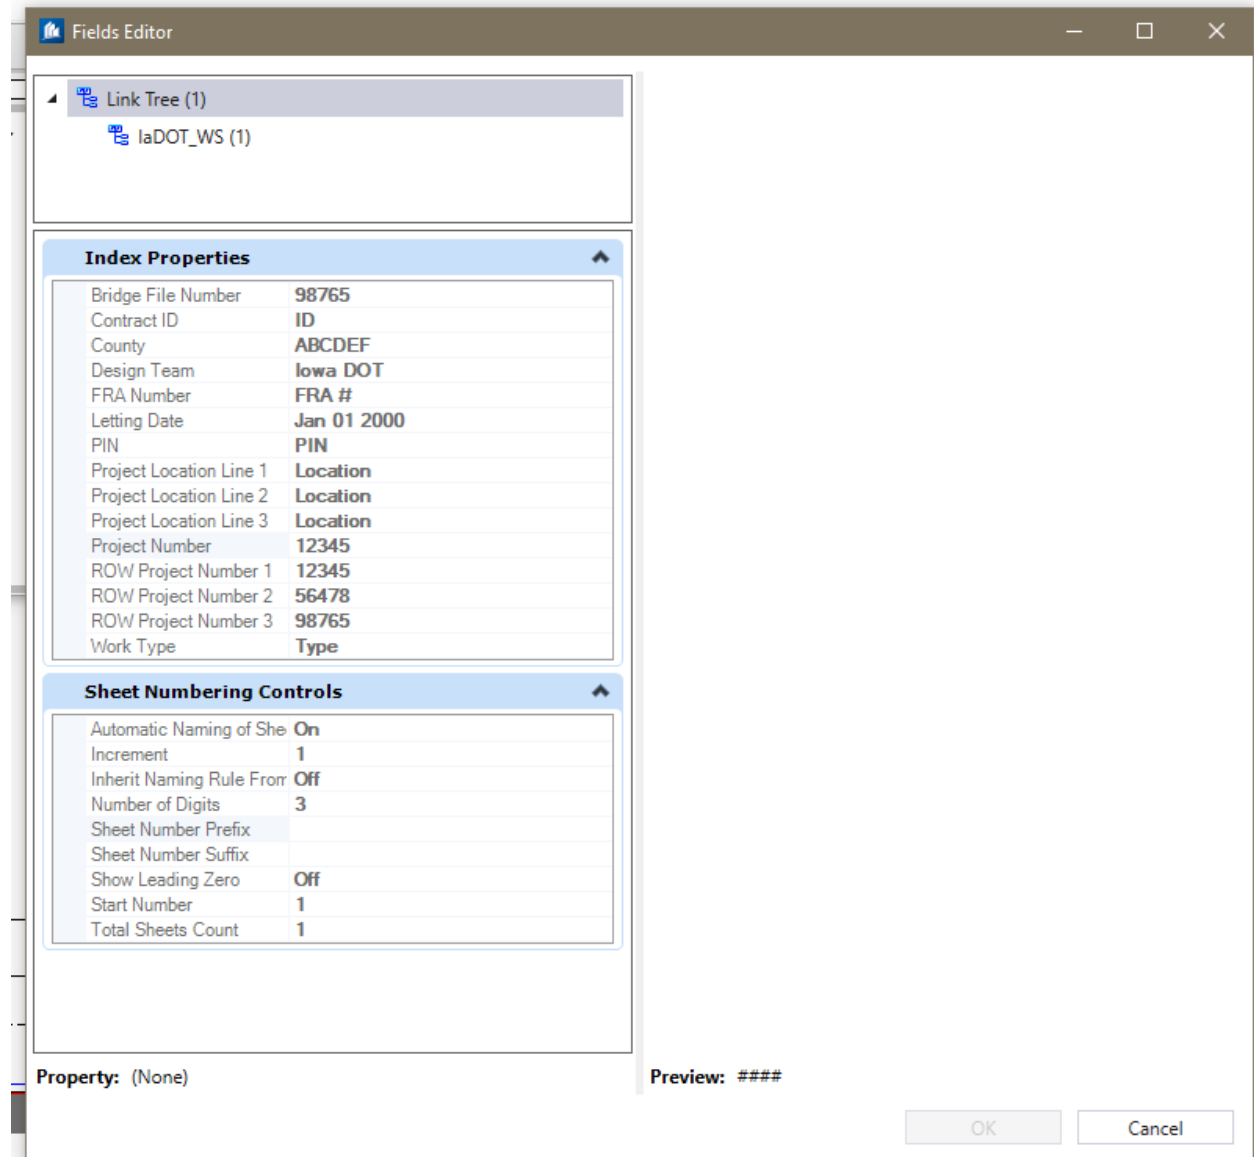 Fields Editor
Link Tree (1)
IaDOT_WS (1)
Index Properties
Bridge File Number 98765
Contract ID ID
County ABCDEF
Design Team Iowa DOT
FRA Number FRA #
Letting Date Jan 01 2000
PIN PIN
Project Location Line 1 Location
Project Location Line 2 Location
Project Location Line 3 Location
Project Number 12345
ROW Project Number 1 12345
ROW Project Number 2 56478
ROW Project Number 3 98765
Work Type Type
Sheet Numbering Controls
Automatic Naming of She On
Increment 1
Inherit Naming Rule From Off
Number of Digits 3
Sheet Number Prefix
Sheet Number Suffix
Show Leading Zero Off
Start Number 1
Total Sheets Count 1
Property: (None) Preview: ####
OK Cancel